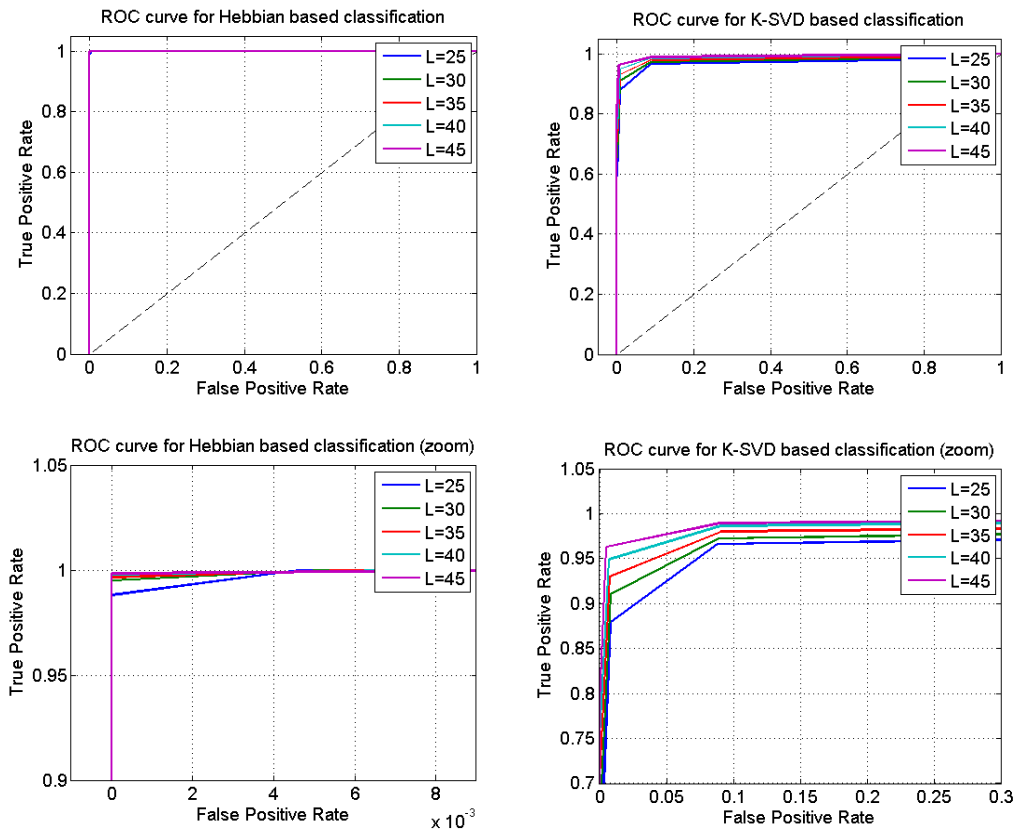 ROC curve for Hebbian based classification
1
0.8
0.6
0.4
0.2
0
True Positive Rate
0 0.2 0.4 0.6 0.8 1
False Positive Rate
L=25
L=30
L=35
L=40
L=45
ROC curve for K-SVD based classification
1
0.8
0.6
0.4
0.2
0
True Positive Rate
0 0.2 0.4 0.6 0.8 1
False Positive Rate
L=25
L=30
L=35
L=40
L=45
ROC curve for Hebbian based classification (zoom)
1.05
1
0.95
0.9
True Positive Rate
0 2 4 6 8
x 10⁻³
False Positive Rate
L=25
L=30
L=35
L=40
L=45
ROC curve for K-SVD based classification (zoom)
1.05
1
0.95
0.9
0.85
0.8
0.75
0.7
True Positive Rate
0 0.05 0.1 0.15 0.2 0.25 0.3
False Positive Rate
L=25
L=30
L=35
L=40
L=45